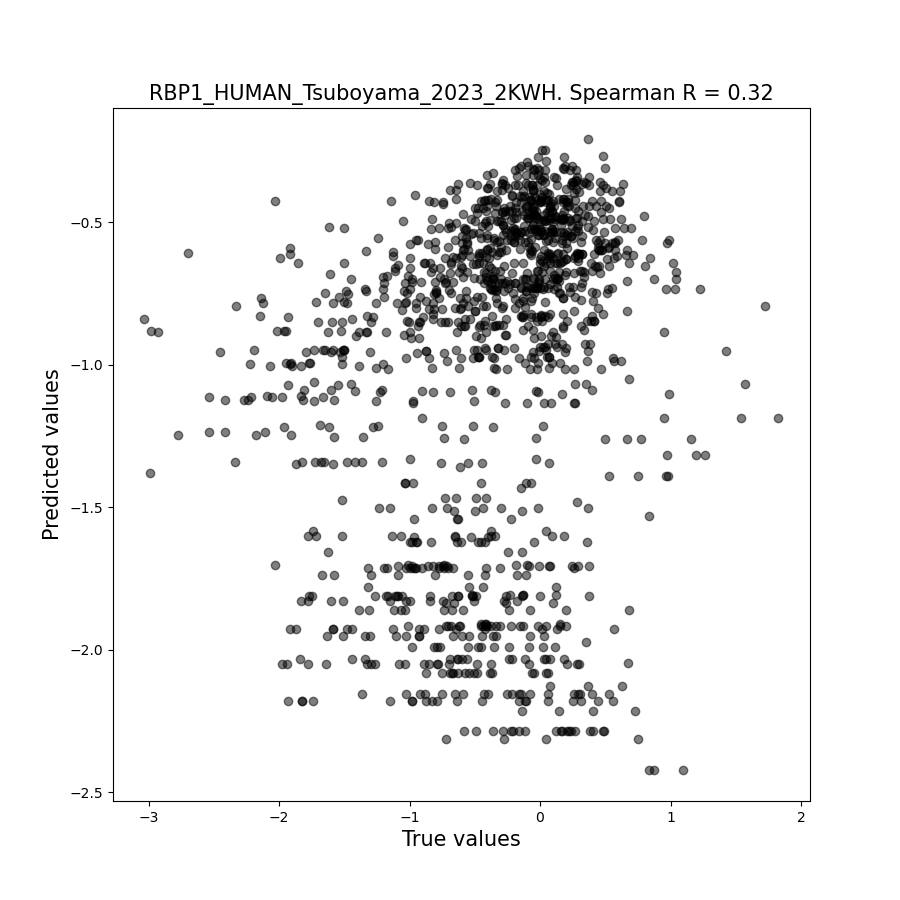 RBP1_HUMAN_Tsuboyama_2023_2KWH. Spearman R = 0.32
Predicted values
−0.5
−1.0
−1.5
−2.0
−2.5
−3 −2 −1 0 1 2
True values